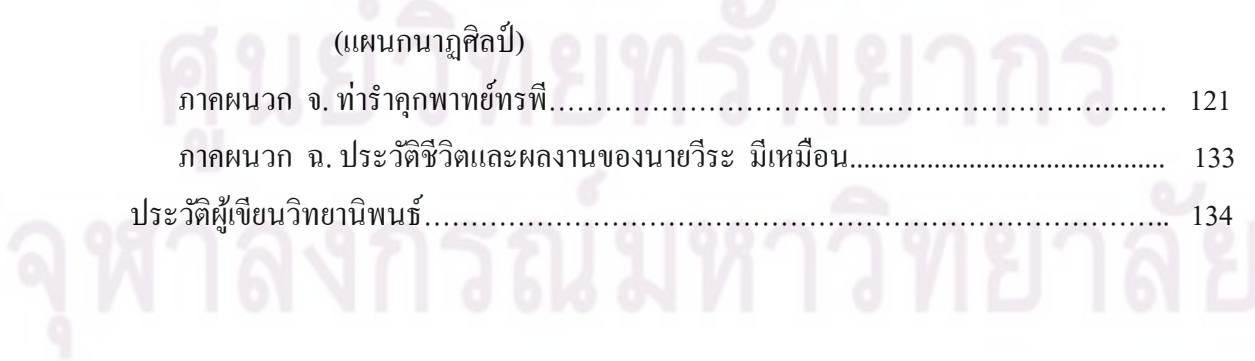 ศูนย์วิทยทรัพยากร
(แผนกนาฏศิลป์)
ภาคผนวก จ. ท่ารำคุกพาทย์ทรพี………………………………………………………… 121
ภาคผนวก ฉ. ประวัติชีวิตและผลงานของนายวีระ มีเหมือน........................................... 133
ประวัติผู้เขียนวิทยานิพนธ์…………………………………………………………………….. 134
จุฬาลงกรณ์มหาวิทยาลัย